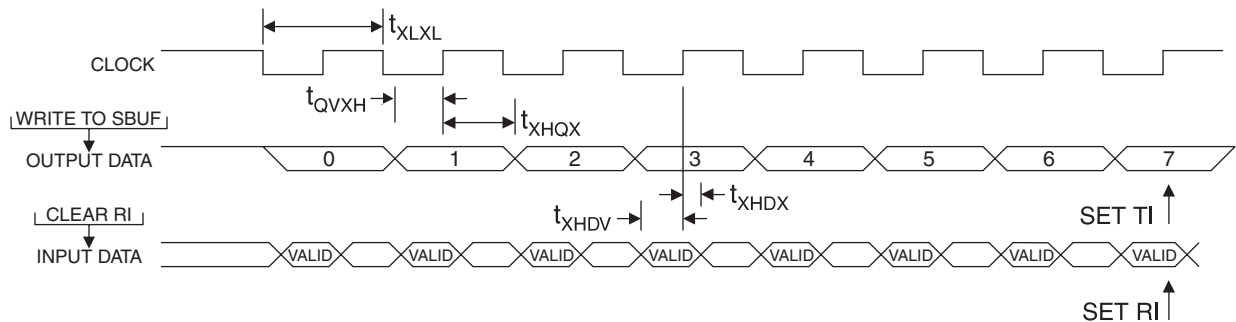 tXLXL
CLOCK
tQVXH
WRITE TO SBUF
tXHQX
OUTPUT DATA
0 1 2 3 4 5 6 7
tXHDX
CLEAR RI
tXHDV
SET TI
INPUT DATA
VALID VALID VALID VALID VALID VALID VALID VALID
SET RI